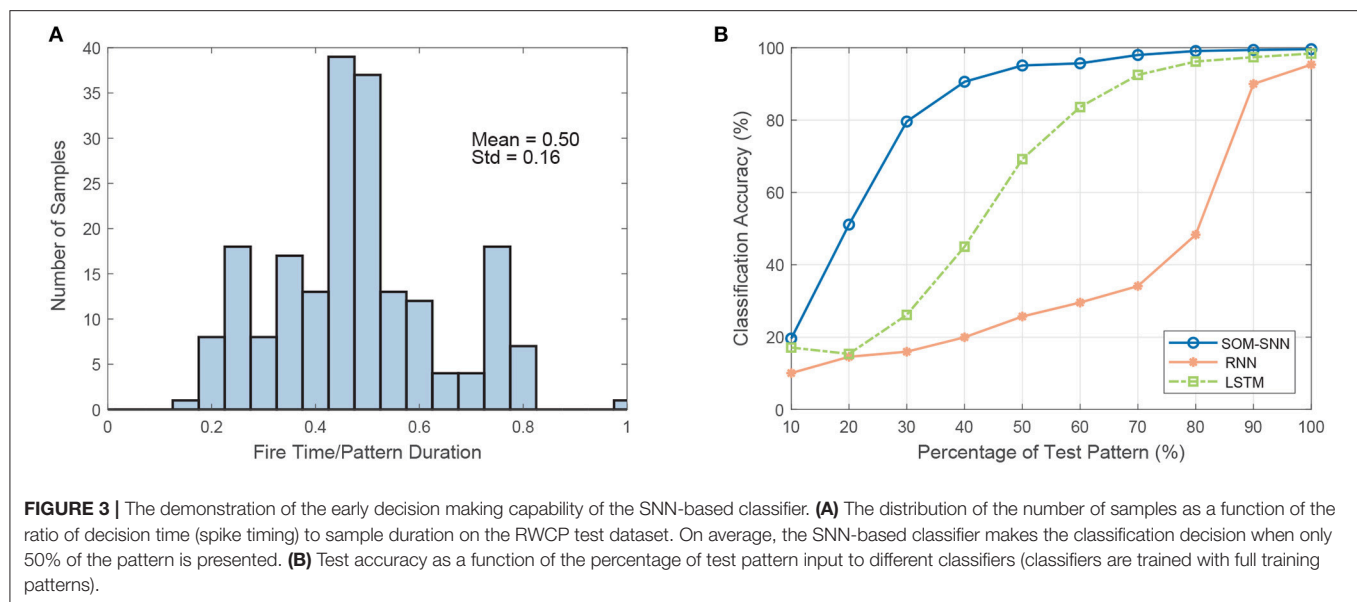 A
40
35
30
25
20
15
10
5
0
Number of Samples
Mean = 0.50
Std = 0.16
0 0.2 0.4 0.6 0.8 1
Fire Time/Pattern Duration
B
100
80
60
40
20
0
Classification Accuracy (%)
SOM-SNN
RNN
LSTM
10 20 30 40 50 60 70 80 90 100
Percentage of Test Pattern (%)
FIGURE 3 | The demonstration of the early decision making capability of the SNN-based classifier. (A) The distribution of the number of samples as a function of the
ratio of decision time (spike timing) to sample duration on the RWCP test dataset. On average, the SNN-based classifier makes the classification decision when only
50% of the pattern is presented. (B) Test accuracy as a function of the percentage of test pattern input to different classifiers (classifiers are trained with full training
patterns).